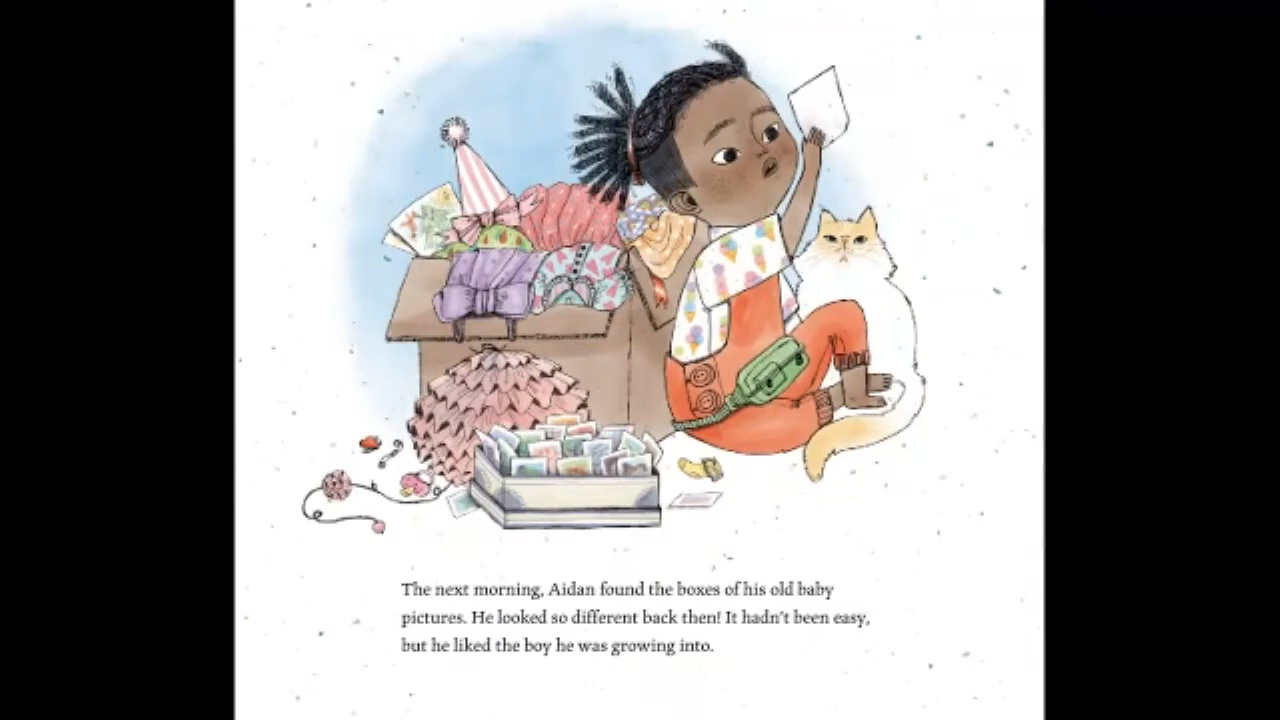 The next morning, Aidan found the boxes of his old baby
pictures. He looked so different back then! It hadn't been easy,
but he liked the boy he was growing into.